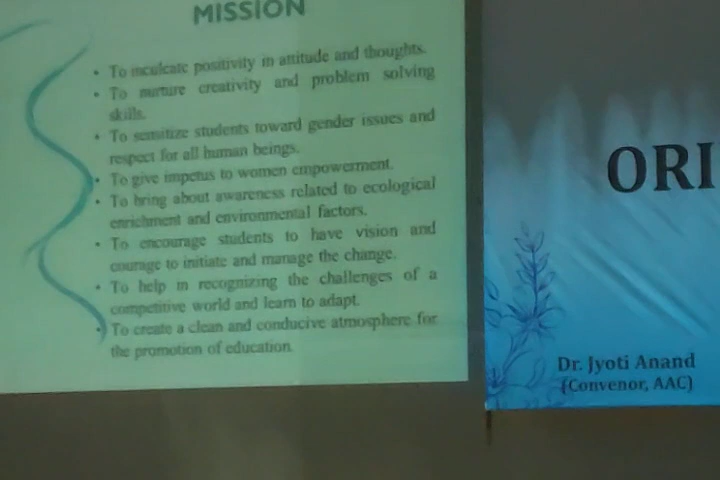 MISSION
• To inculcate positivity in attitude and thoughts.
• To nurture creativity and problem solving
skills.
• To sensitize students toward gender issues and
respect for all human beings.
• To give impetus to women empowerment.
• To bring about awareness related to ecological
enrichment and environmental factors.
• To encourage students to have vision and
courage to initiate and manage the change.
• To help in recognizing the challenges of a
competitive world and learn to adapt.
• To create a clean and conducive atmosphere for
the promotion of education.
ORI
Dr. Jyoti Anand
(Convenor, AAC)